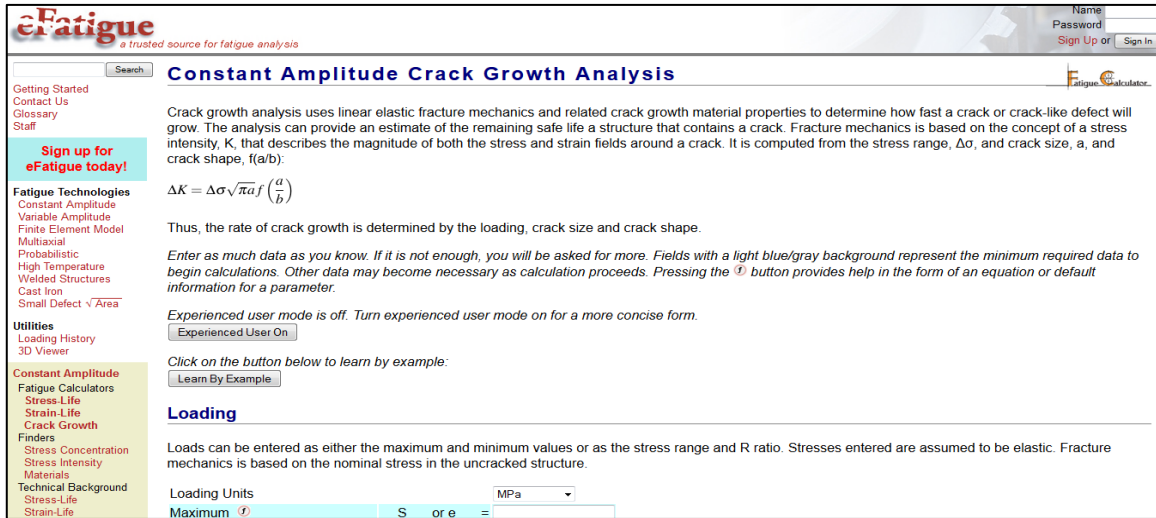 eFatigue
a trusted source for fatigue analysis
Name
Password
Sign Up or Sign In
Search
Getting Started
Contact Us
Glossary
Staff
Sign up for
eFatigue today!
Fatigue Technologies
Constant Amplitude
Variable Amplitude
Finite Element Model
Multiaxial
Probabilistic
High Temperature
Welded Structures
Cast Iron
Small Defect √Area
Utilities
Loading History
3D Viewer
Constant Amplitude
Fatigue Calculators
Stress-Life
Strain-Life
Crack Growth
Finders
Stress Concentration
Stress Intensity
Materials
Technical Background
Stress-Life
Strain-Life
Constant Amplitude Crack Growth Analysis
Fatigue Calculator
Crack growth analysis uses linear elastic fracture mechanics and related crack growth material properties to determine how fast a crack or crack-like defect will
grow. The analysis can provide an estimate of the remaining safe life a structure that contains a crack. Fracture mechanics is based on the concept of a stress
intensity, K, that describes the magnitude of both the stress and strain fields around a crack. It is computed from the stress range, Δσ, and crack size, a, and
crack shape, f(a/b):
ΔK = Δσ√πa f (a/b)
Thus, the rate of crack growth is determined by the loading, crack size and crack shape.
Enter as much data as you know. If it is not enough, you will be asked for more. Fields with a light blue/gray background represent the minimum required data to
begin calculations. Other data may become necessary as calculation proceeds. Pressing the f button provides help in the form of an equation or default
information for a parameter.
Experienced user mode is off. Turn experienced user mode on for a more concise form.
Experienced User On
Click on the button below to learn by example:
Learn By Example
Loading
Loads can be entered as either the maximum and minimum values or as the stress range and R ratio. Stresses entered are assumed to be elastic. Fracture
mechanics is based on the nominal stress in the uncracked structure.
Loading Units MPa
Maximum f S or e =